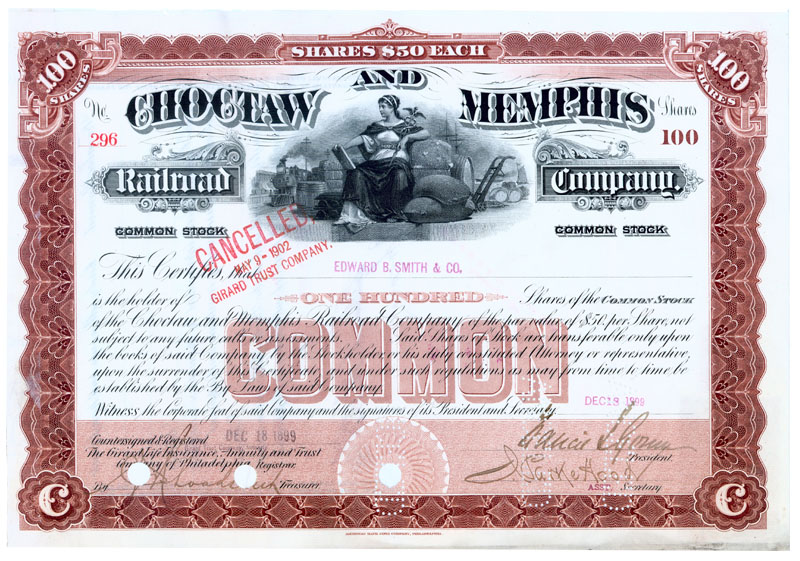 SHARES $50 EACH
100
SHARES
100
SHARES
AND
CHOCTAW MEMPHIS
No. 296
Shares 100
Railroad Company.
COMMON STOCK COMMON STOCK
CANCELLED
MAY 9 - 1902
GIRARD TRUST COMPANY.
This Certifies, that EDWARD B. SMITH & CO.
is the holder of ONE HUNDRED Shares of the COMMON STOCK
of the Choctaw and Memphis Railroad Company of the par value of $50. per Share, not
subject to any future calls or assessments. Said Shares of Stock are transferable only upon
the books of said Company by the Stockholder, or his duly constituted Attorney or representative,
upon the surrender of this Certificate and under such regulations as may from time to time be
established by the By Laws of said Company.
COMMON
Witness the Corporate seal of said Company and the signatures of its President and Secretary
DEC 18 1899
Countersigned & Registered DEC 18 1899
The Girard Life Insurance, Annuity and Trust
Company of Philadelphia, Registrar
President.
By Treasurer.
ASST. Secretary
C
C